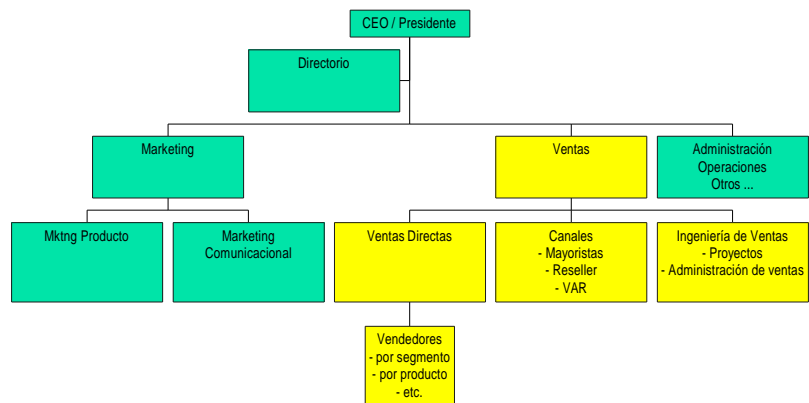 CEO / Presidente
Directorio
Marketing
Ventas
Administración
Operaciones
Otros ...
Mktng Producto
Marketing
Comunicacional
Ventas Directas
Canales
- Mayoristas
- Reseller
- VAR
Ingeniería de Ventas
- Proyectos
- Administración de ventas
Vendedores
- por segmento
- por producto
- etc.